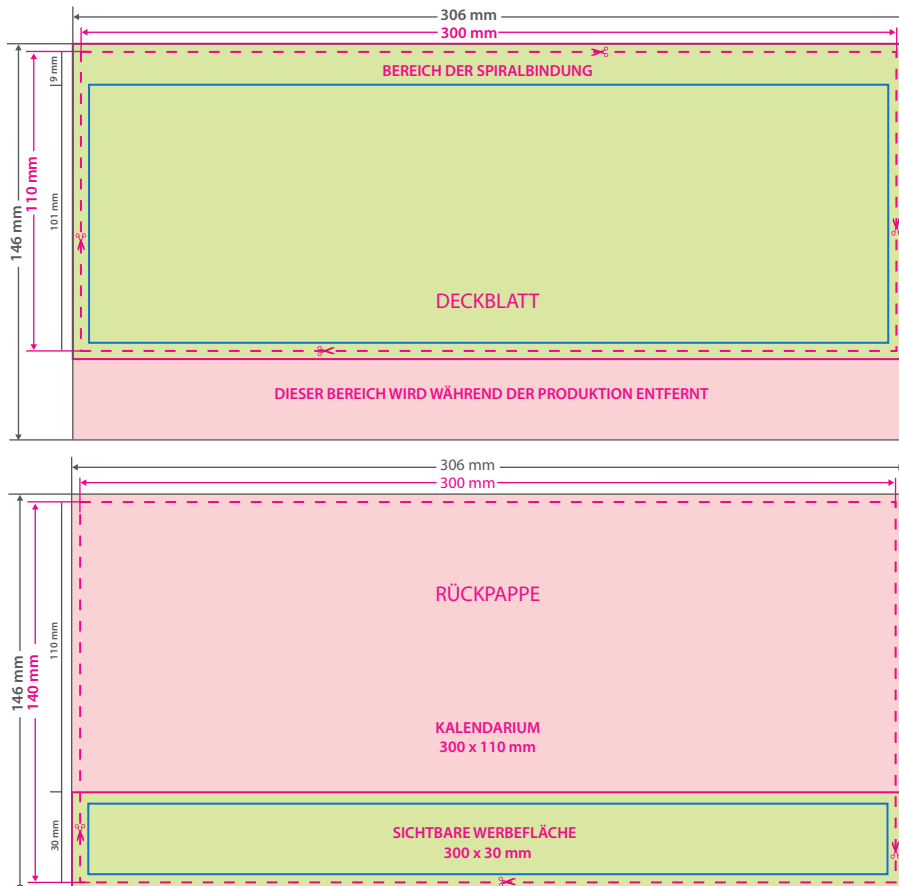 306 mm
300 mm
9 mm
BEREICH DER SPIRALBINDUNG
146 mm
110 mm
101 mm
DECKBLATT
DIESER BEREICH WIRD WÄHREND DER PRODUKTION ENTFERNT
306 mm
300 mm
146 mm
140 mm
110 mm
RÜCKPAPPE
KALENDARIUM
300 x 110 mm
30 mm
SICHTBARE WERBEFLÄCHE
300 x 30 mm